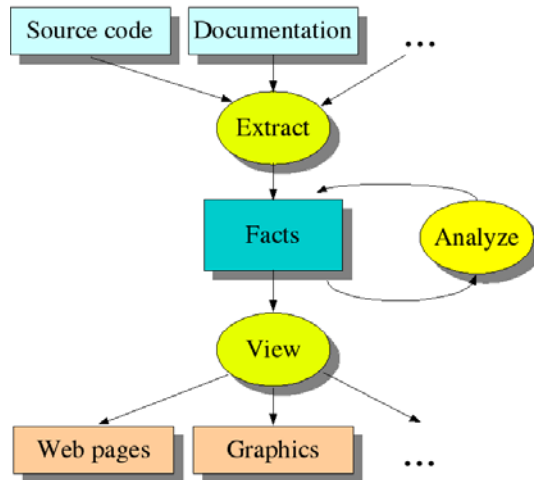 Source code
Documentation
...
Extract
Facts
Analyze
View
Web pages
Graphics
...